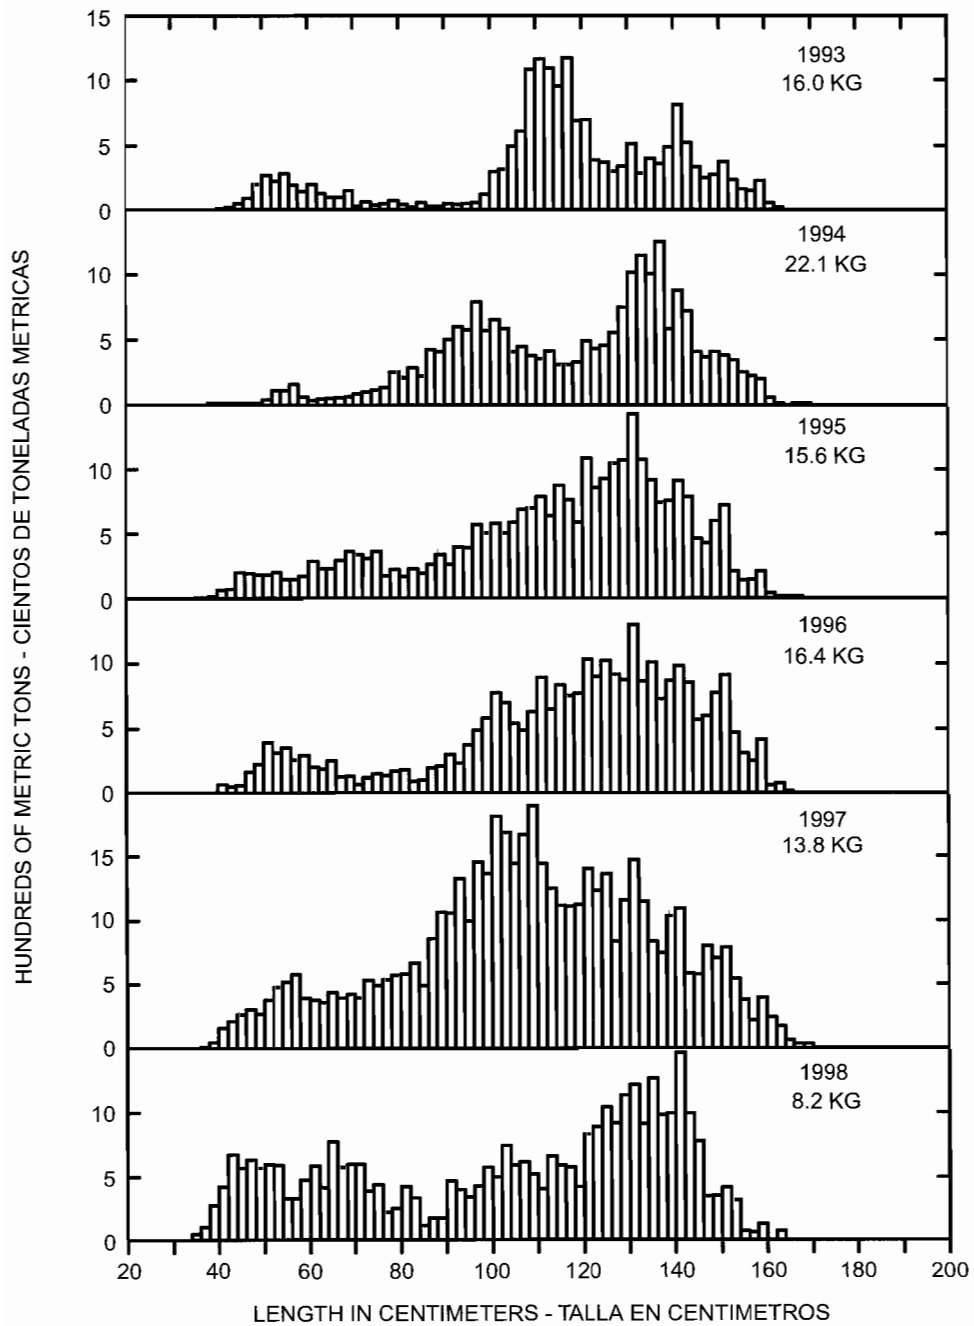 HUNDREDS OF METRIC TONS - CIENTOS DE TONELADAS METRICAS
15
10
5
0
1993
16.0 KG
10
5
0
1994
22.1 KG
10
5
0
1995
15.6 KG
10
5
0
1996
16.4 KG
15
10
5
0
1997
13.8 KG
10
5
0
1998
8.2 KG
20 40 60 80 100 120 140 160 180 200
LENGTH IN CENTIMETERS - TALLA EN CENTIMETROS